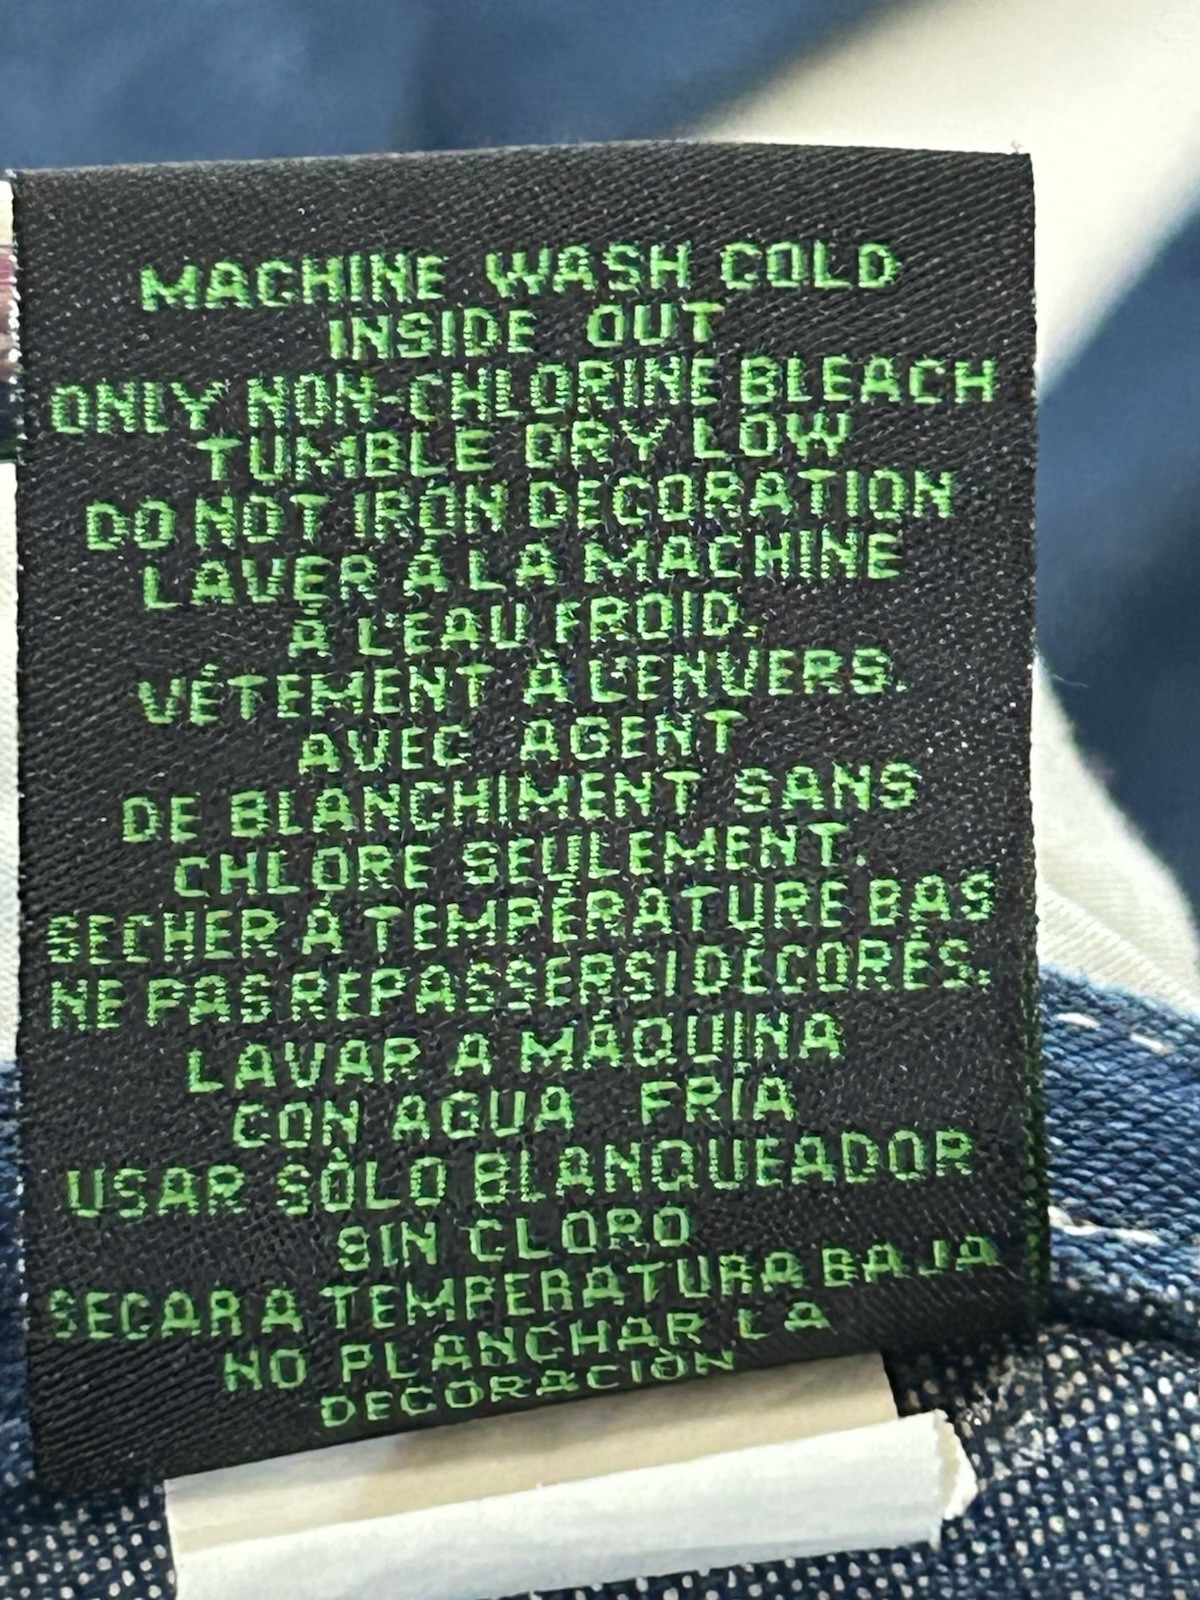 MACHINE WASH COLD
INSIDE OUT
ONLY NON-CHLORINE BLEACH
TUMBLE DRY LOW
DO NOT IRON DECORATION
LAVER À LA MACHINE
À L'EAU FROID.
VÊTEMENT À L'ENVERS.
AVEC AGENT
DE BLANCHIMENT SANS
CHLORE SEULEMENT.
SECHER À TEMPÉRATURE BAS
NE PAS REPASSER SI DÉCORÉS.
LAVAR A MÁQUINA
CON AGUA FRÍA
USAR SÒLO BLANQUEADOR
SIN CLORO
SECAR A TEMPERATURA BAJA
NO PLANCHAR LA
DECORACIÒN